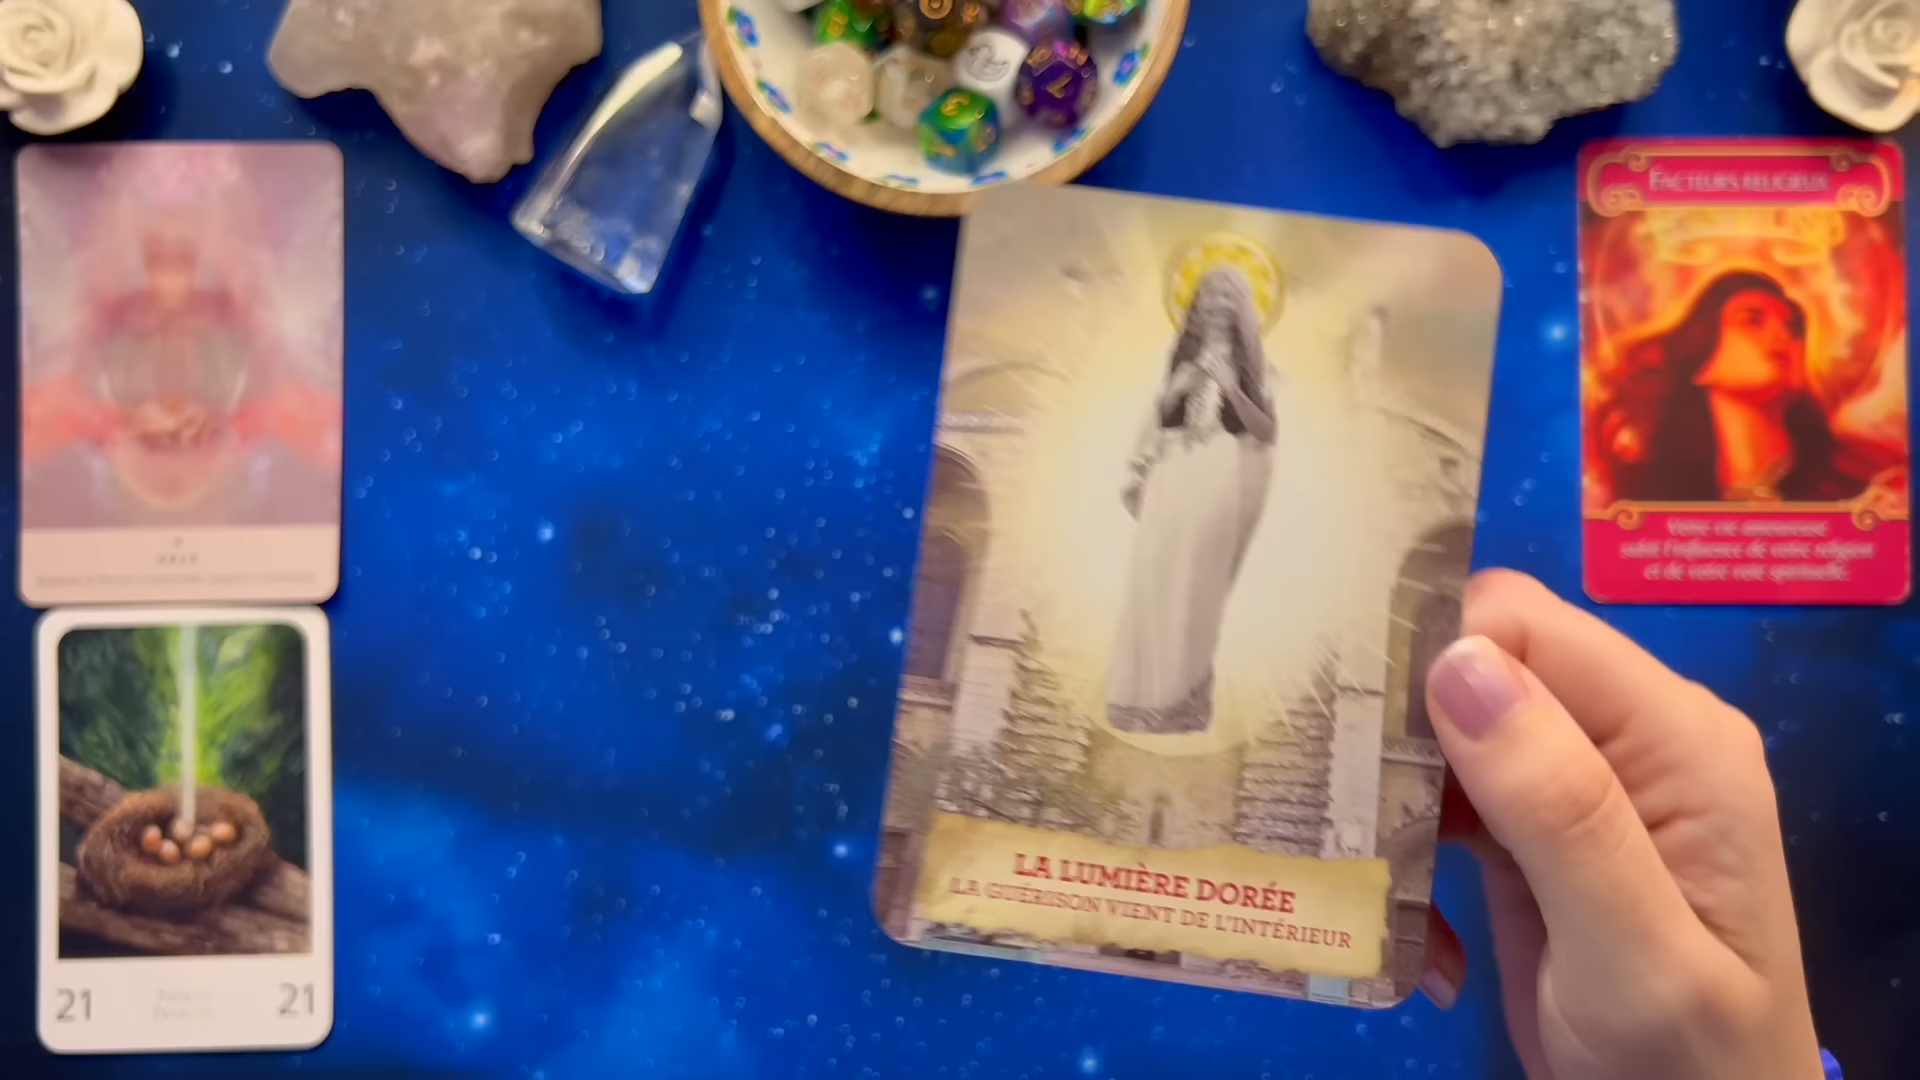 FACTEURS RELIGIEUX
Votre vie amoureuse
subit l'influence de votre religion
et de votre voie spirituelle.
LA LUMIÈRE DORÉE
LA GUÉRISON VIENT DE L'INTÉRIEUR
21 21